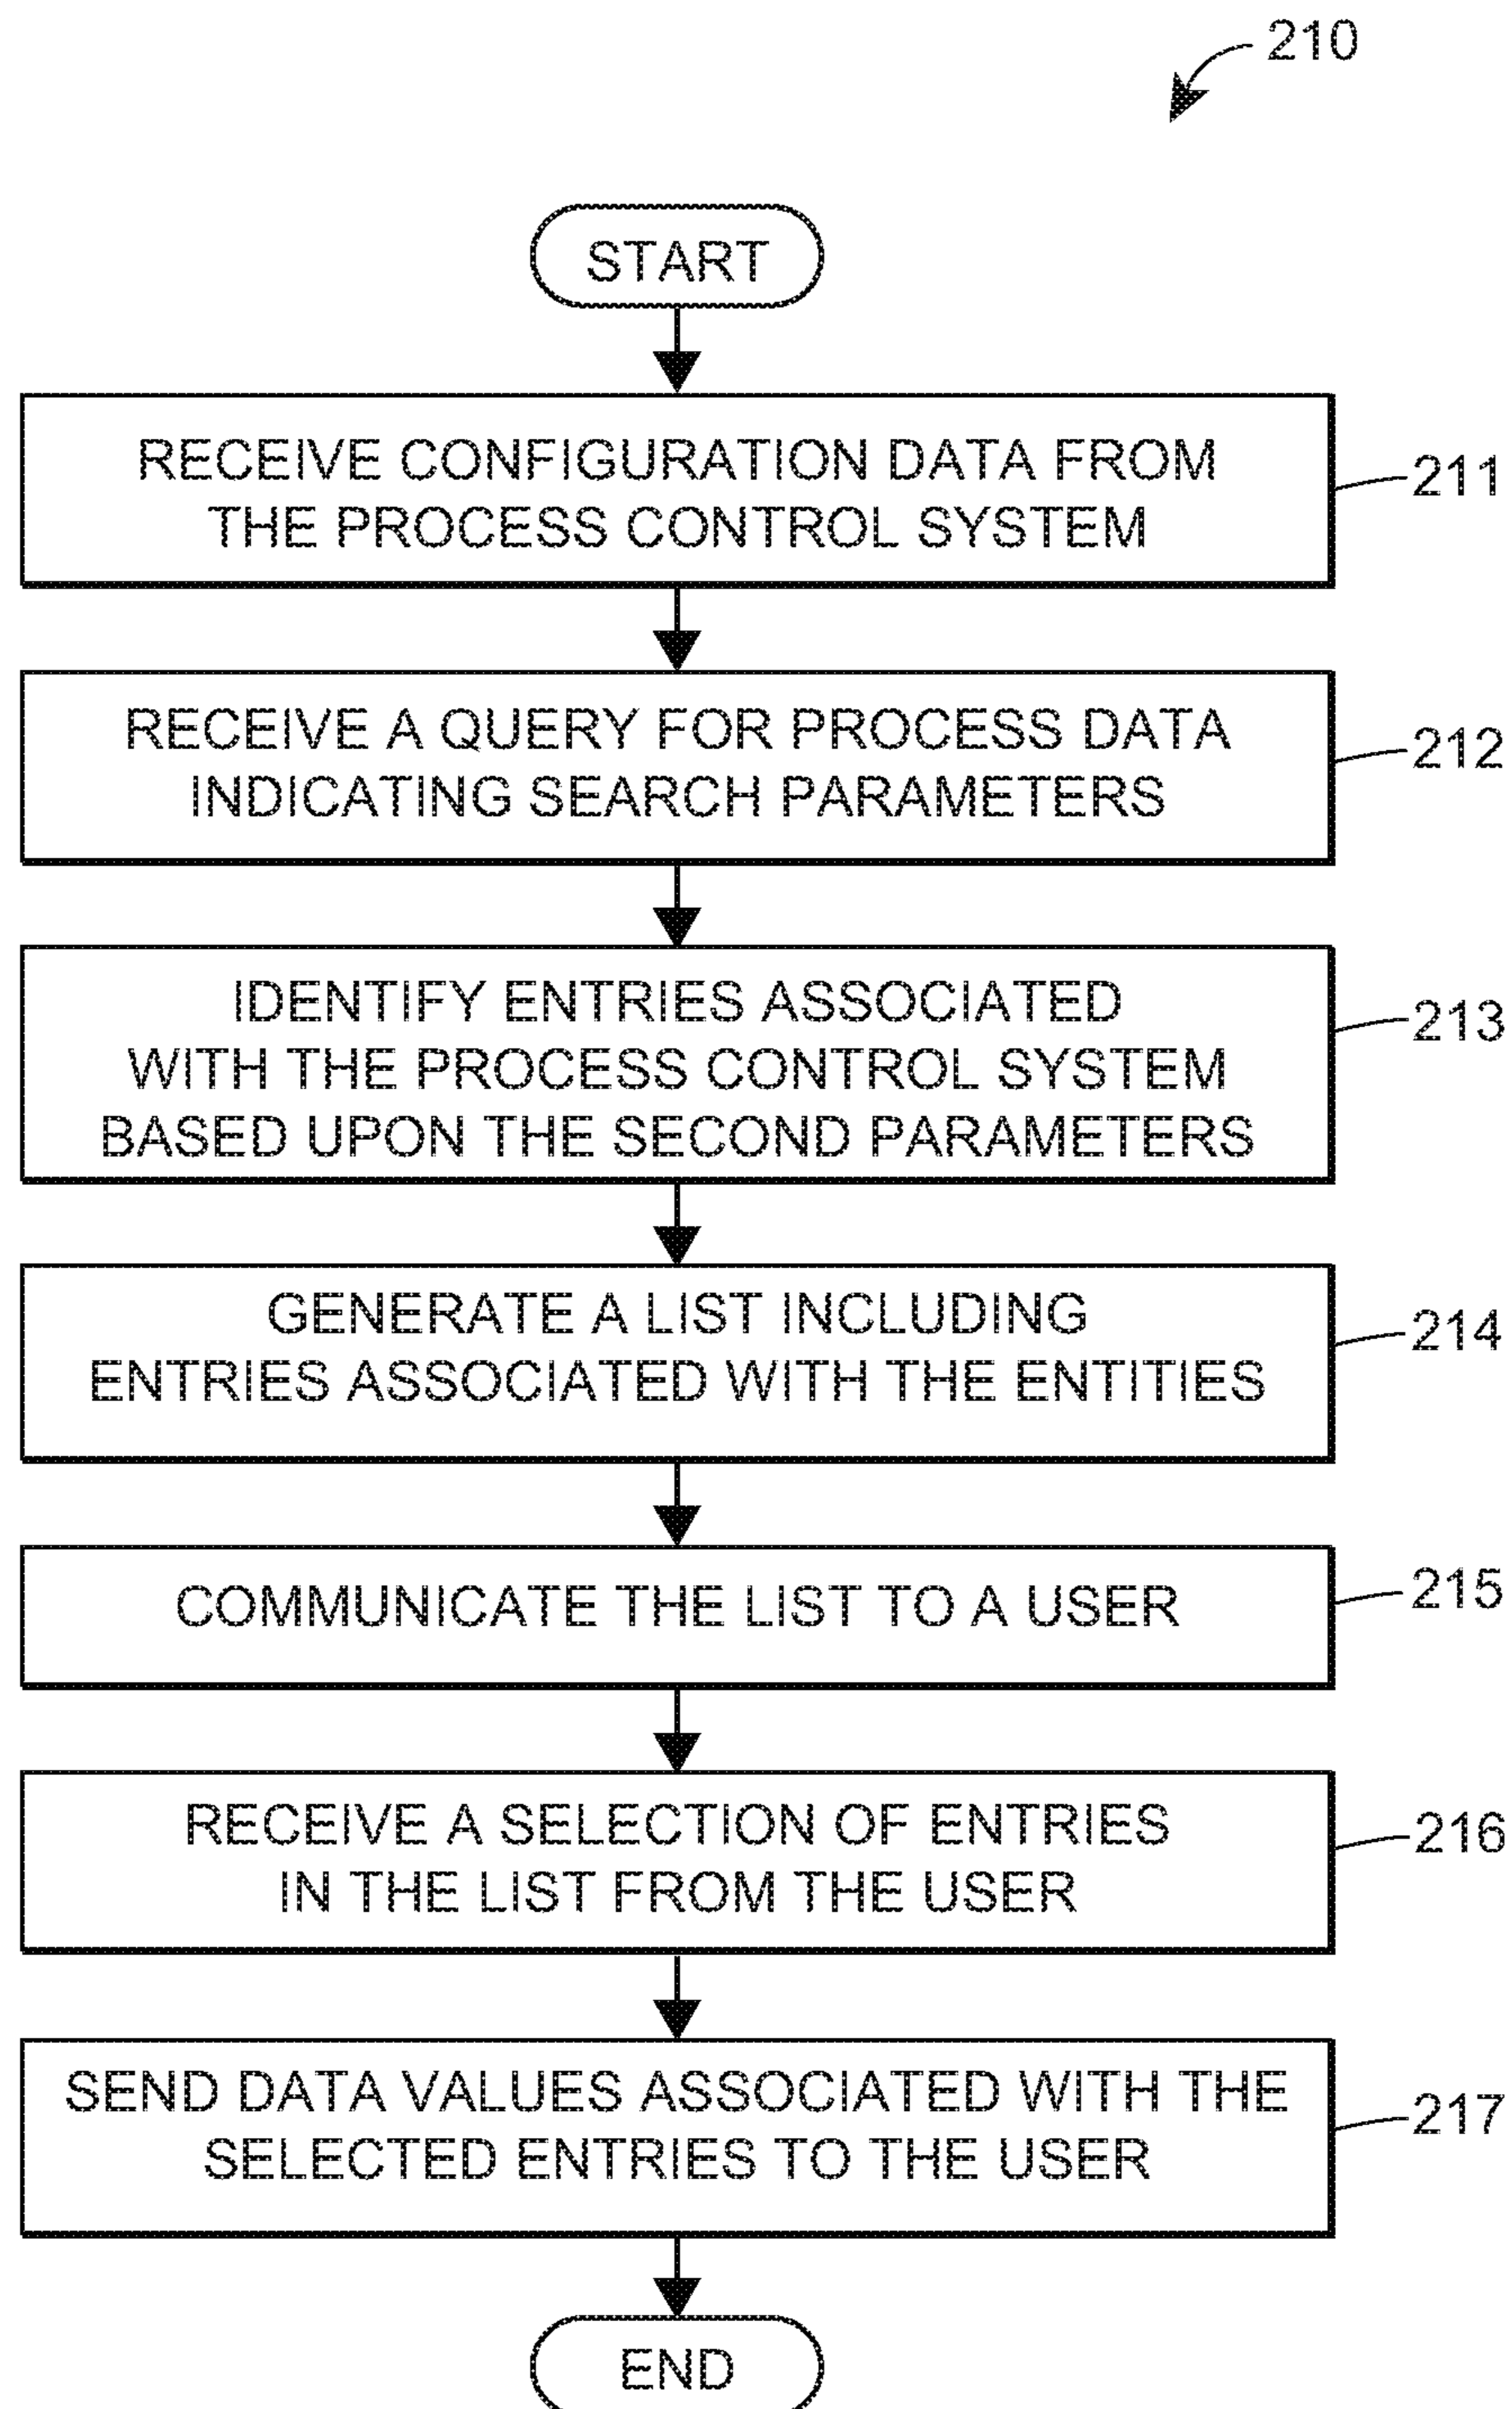 210
START
RECEIVE CONFIGURATION DATA FROM
THE PROCESS CONTROL SYSTEM
211
RECEIVE A QUERY FOR PROCESS DATA
INDICATING SEARCH PARAMETERS
212
IDENTIFY ENTRIES ASSOCIATED
WITH THE PROCESS CONTROL SYSTEM
BASED UPON THE SECOND PARAMETERS
213
GENERATE A LIST INCLUDING
ENTRIES ASSOCIATED WITH THE ENTITIES
214
COMMUNICATE THE LIST TO A USER
215
RECEIVE A SELECTION OF ENTRIES
IN THE LIST FROM THE USER
216
SEND DATA VALUES ASSOCIATED WITH THE
SELECTED ENTRIES TO THE USER
217
END